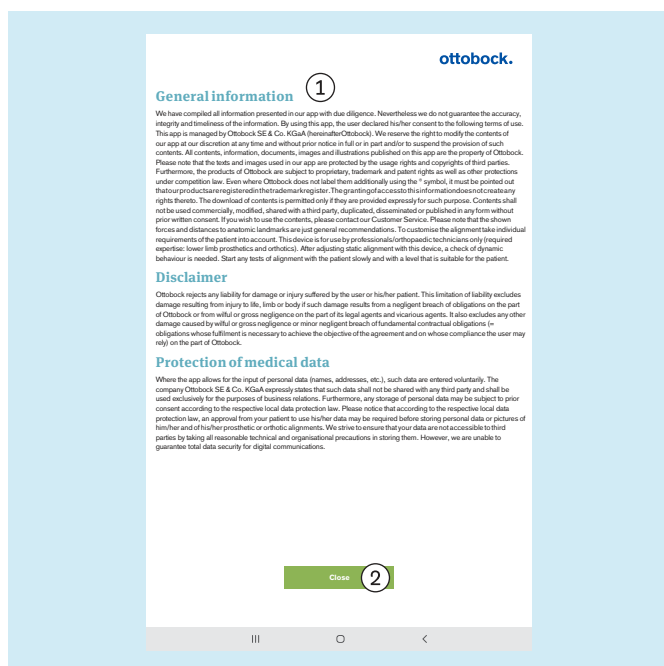 ottobock.
General information
1
We have compiled all information presented in our app with due diligence. Nevertheless we do not guarantee the accuracy,
integrity and timeliness of the information. By using this app, the user declared his/her consent to the following terms of use.
This app is managed by Ottobock SE & Co. KGaA (hereinafterOttobock). We reserve the right to modify the contents of
our app at our discretion at any time and without prior notice in full or in part and/or to suspend the provision of such
contents. All contents, information, documents, images and illustrations published on this app are the property of Ottobock.
Please note that the texts and images used in our app are protected by the usage rights and copyrights of third parties.
Furthermore, the products of Ottobock are subject to proprietary, trademark and patent rights as well as other protections
under competition law. Even where Ottobock does not label them additionally using the ® symbol, it must be pointed out
thatourproductsareregisteredinthetrademarkregister.Thegrantingofaccesstothisinformationdoesnotcreateany
rights thereto. The download of contents is permitted only if they are provided expressly for such purpose. Contents shall
not be used commercially, modified, shared with a third party, duplicated, disseminated or published in any form without
prior written consent. If you wish to use the contents, please contact our Customer Service. Please note that the shown
forces and distances to anatomic landmarks are just general recommendations. To customise the alignment take individual
requirements of the patient into account. This device is for use by professionals/orthopaedic technicians only (required
expertise: lower limb prosthetics and orthotics). After adjusting static alignment with this device, a check of dynamic
behaviour is needed. Start any tests of alignment with the patient slowly and with a level that is suitable for the patient.
Disclaimer
Ottobock rejects any liability for damage or injury suffered by the user or his/her patient. This limitation of liability excludes
damage resulting from injury to life, limb or body if such damage results from a negligent breach of obligations on the part
of Ottobock or from wilful or gross negligence on the part of its legal agents and vicarious agents. It also excludes any other
damage caused by wilful or gross negligence or minor negligent breach of fundamental contractual obligations (=
obligations whose fulfilment is necessary to achieve the objective of the agreement and on whose compliance the user may
rely) on the part of Ottobock.
Protection of medical data
Where the app allows for the input of personal data (names, addresses, etc.), such data are entered voluntarily. The
company Ottobock SE & Co. KGaA expressly states that such data shall not be shared with any third party and shall be
used exclusively for the purposes of business relations. Furthermore, any storage of personal data may be subject to prior
consent according to the respective local data protection law. Please notice that according to the respective local data
protection law, an approval from your patient to use his/her data may be required before storing personal data or pictures of
him/her and of his/her prosthetic or orthotic alignments. We strive to ensure that your data are not accessible to third
parties by taking all reasonable technical and organisational precautions in storing them. However, we are unable to
guarantee total data security for digital communications.
Close
2